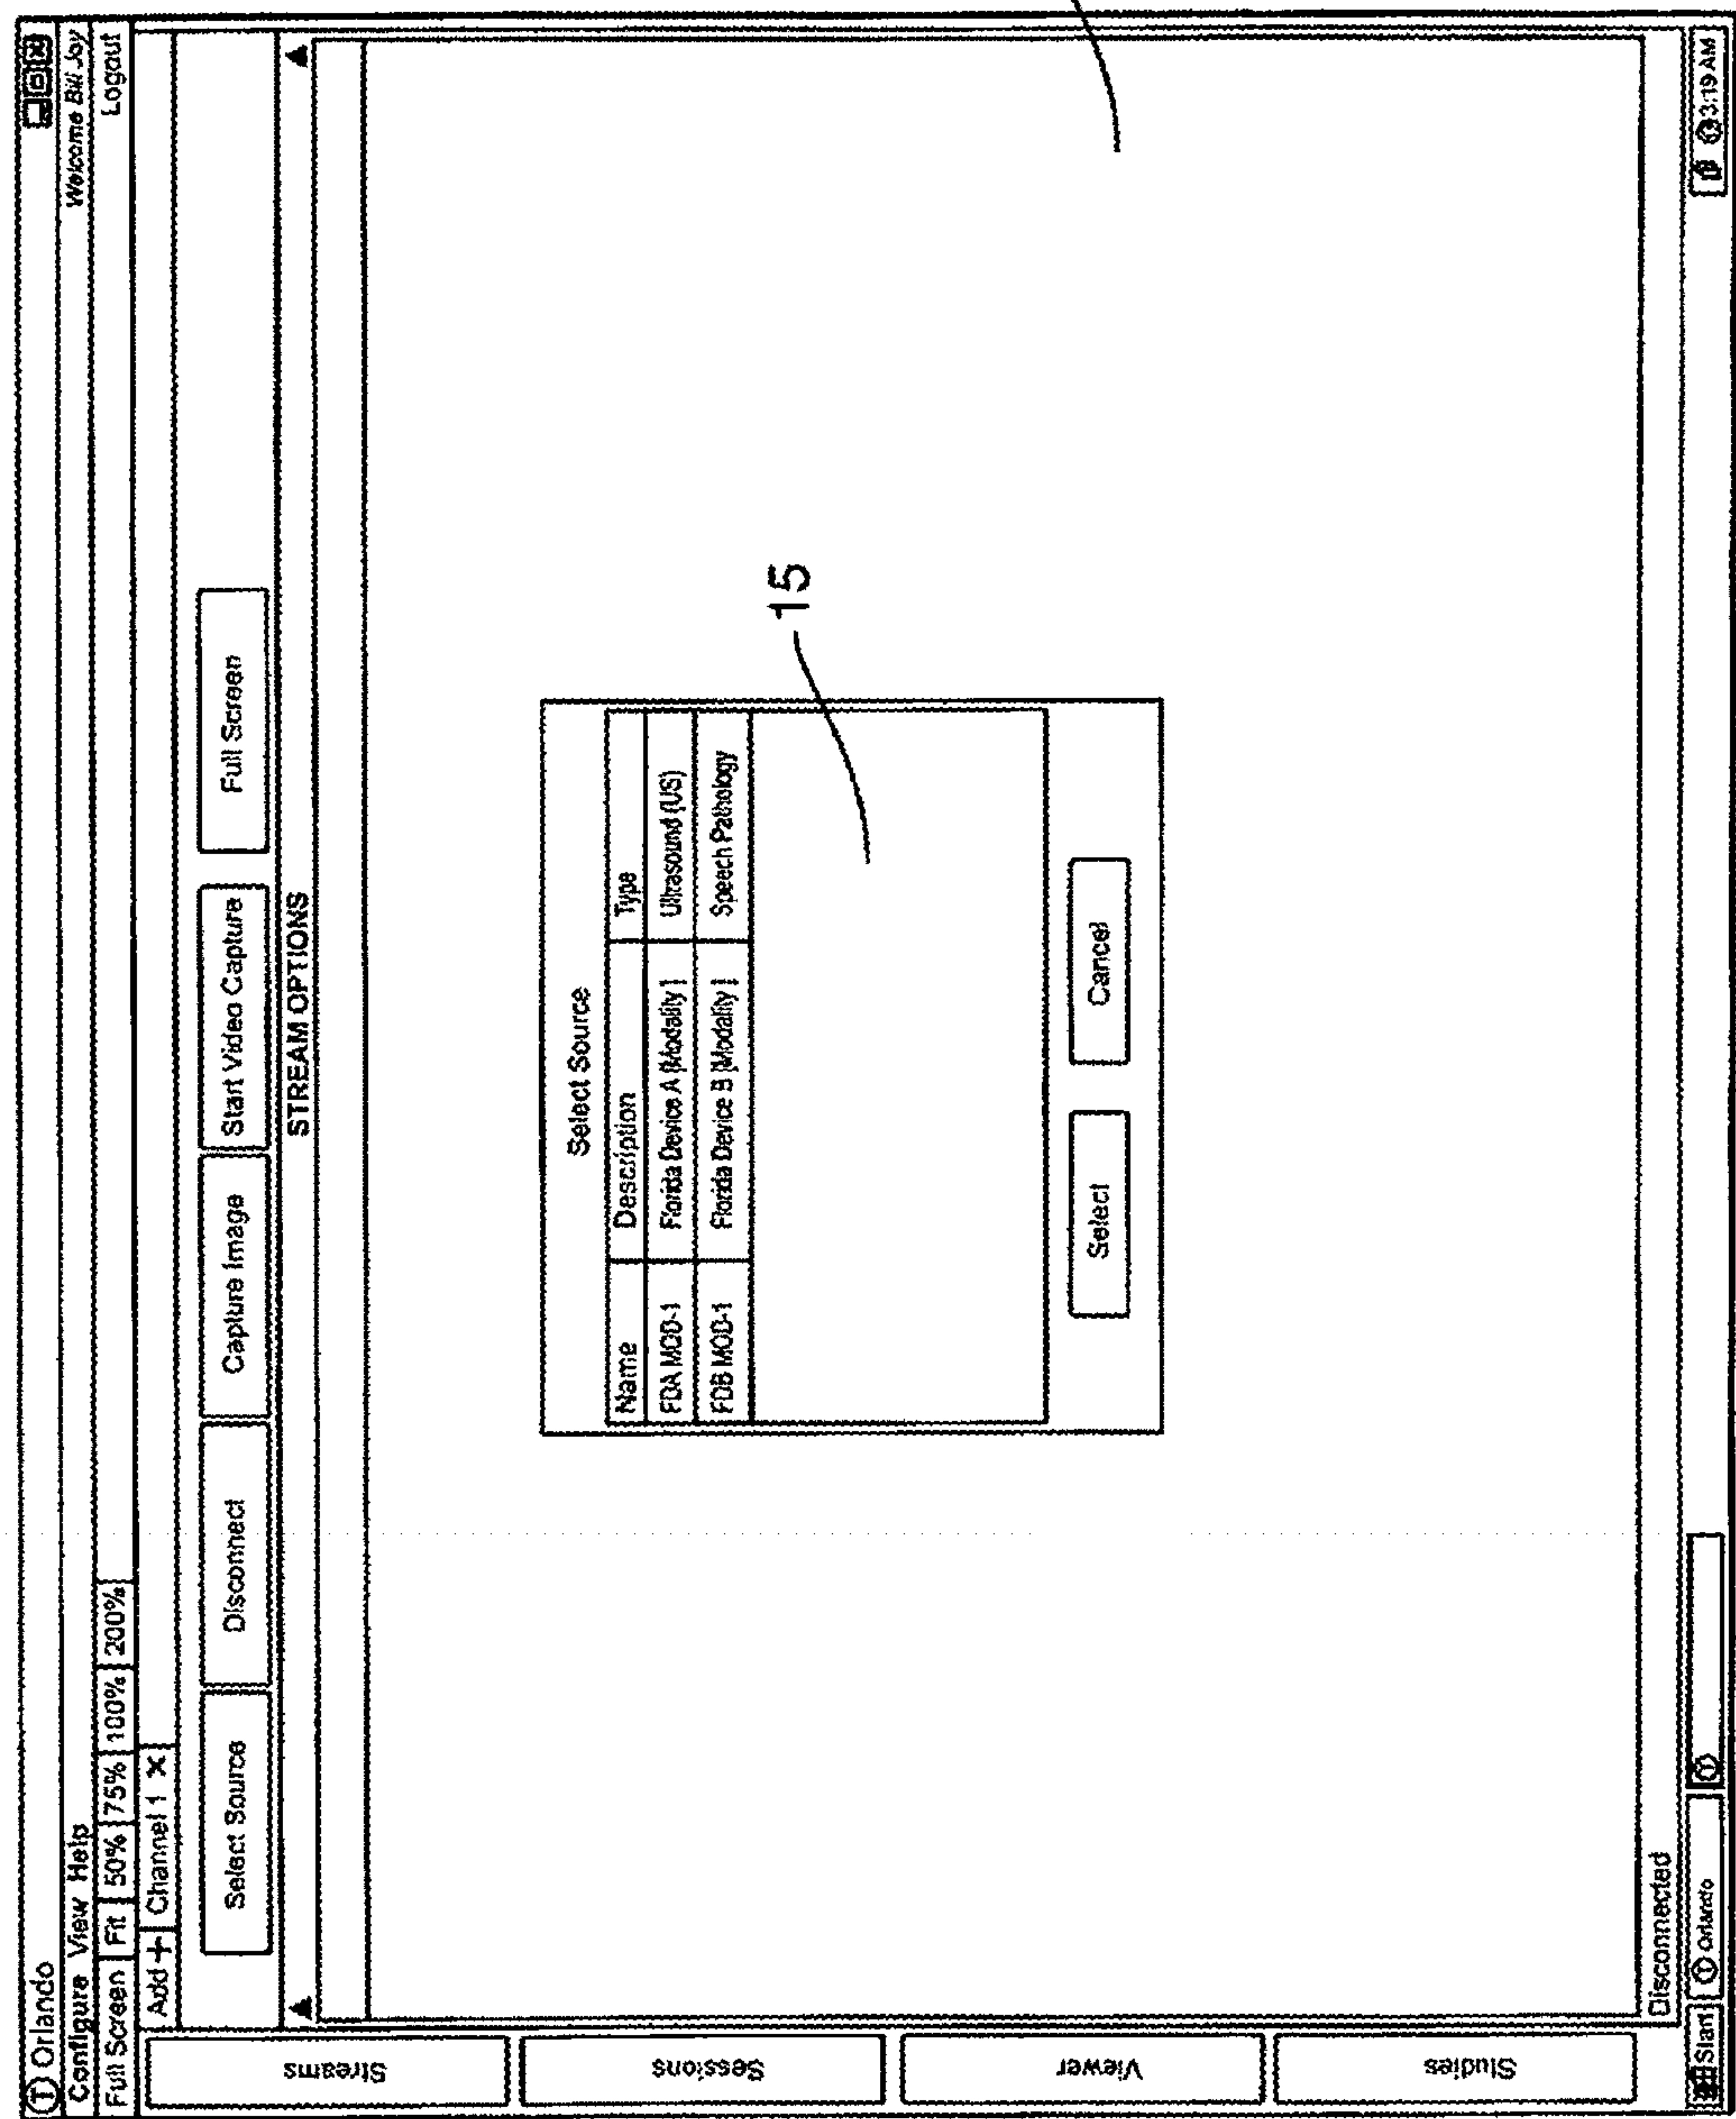 Orlando
Welcome Bill Joy
Configure View Help
Full Screen Fit 50% 75% 100% 200%
Logout
Add + Channel 1 X
Select Source
Disconnect
Capture Image
Start Video Capture
Full Screen
STREAM OPTIONS
Streams
Sessions
Viewer
Studies
Select Source
Name Description Type
FDA MOD-1 Florida Device A [Modality ] Ultrasound (US)
FDB MOD-1 Florida Device B [Modality ] Speech Pathology
15
Select
Cancel
Disconnected
Start
Orlando
3:19 AM